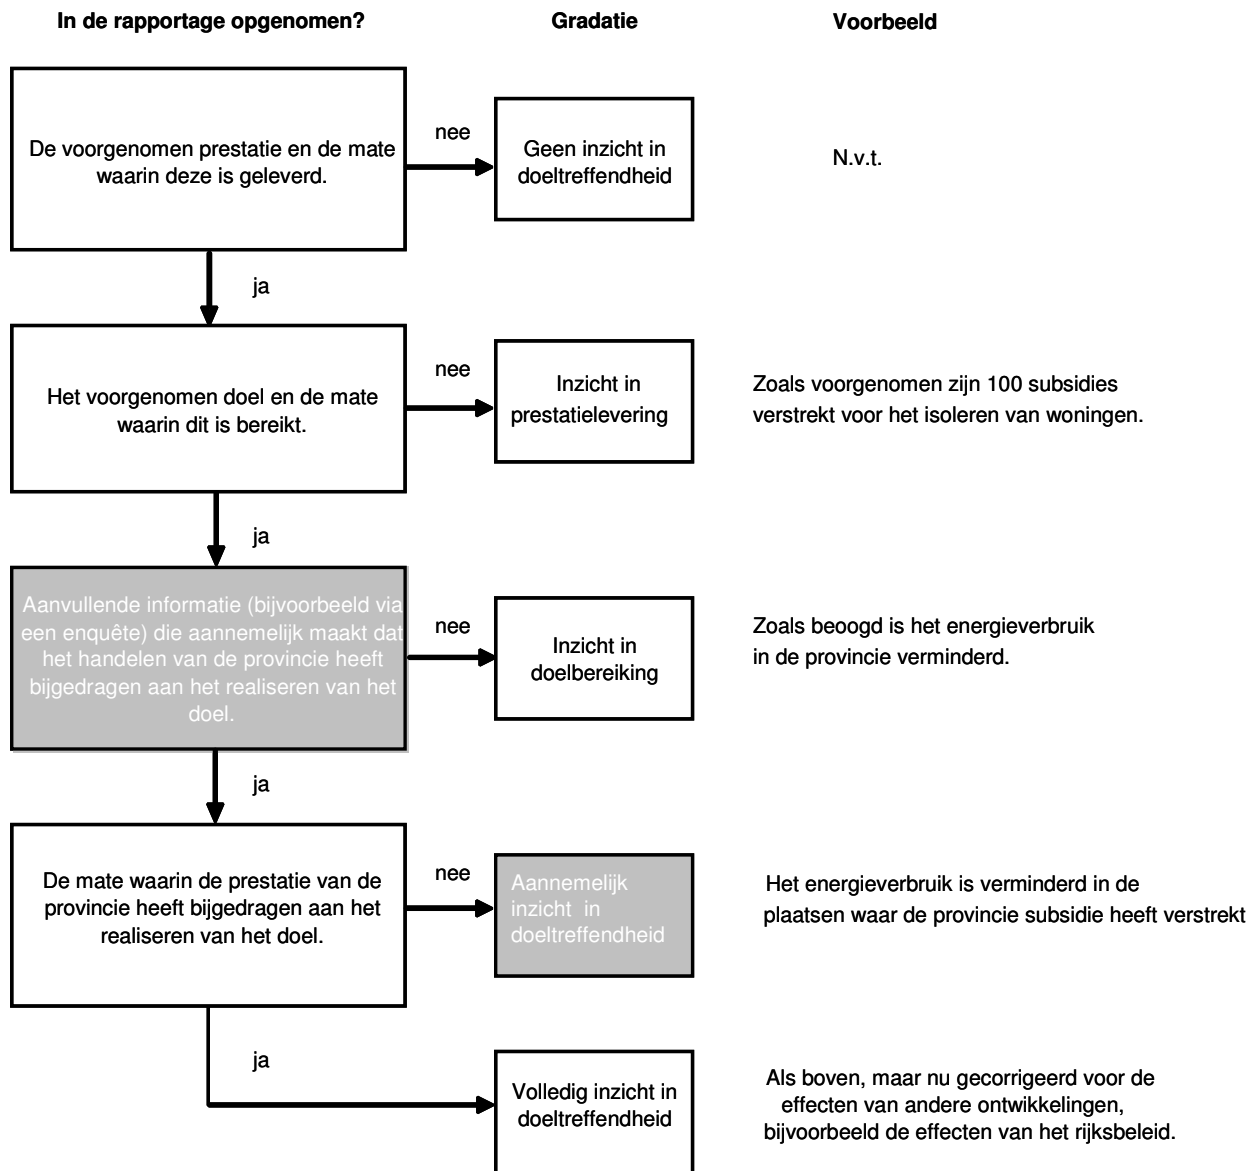 In de rapportage opgenomen?
Gradatie
Voorbeeld
De voorgenomen prestatie en de mate
waarin deze is geleverd.
nee
Geen inzicht in
doeltreffendheid
N.v.t.
ja
Het voorgenomen doel en de mate
waarin dit is bereikt.
nee
Inzicht in
prestatielevering
Zoals voorgenomen zijn 100 subsidies
verstrekt voor het isoleren van woningen.
ja
Aanvullende informatie (bijvoorbeeld via
een enquête) die aannemelijk maakt dat
het handelen van de provincie heeft
bijgedragen aan het realiseren van het
doel.
nee
Inzicht in
doelbereiking
Zoals beoogd is het energieverbruik
in de provincie verminderd.
ja
De mate waarin de prestatie van de
provincie heeft bijgedragen aan het
realiseren van het doel.
nee
Aannemelijk
inzicht in
doeltreffendheid
Het energieverbruik is verminderd in de
plaatsen waar de provincie subsidie heeft verstrekt
ja
Volledig inzicht in
doeltreffendheid
Als boven, maar nu gecorrigeerd voor de
effecten van andere ontwikkelingen,
bijvoorbeeld de effecten van het rijksbeleid.